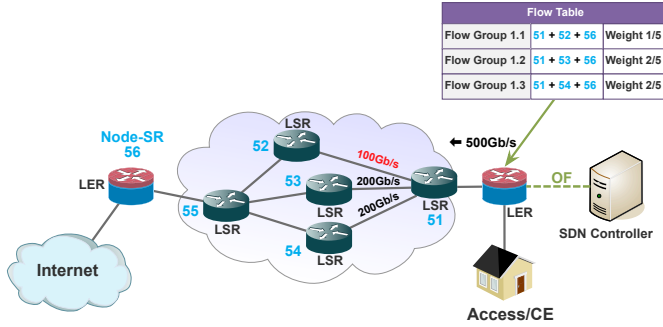 Flow Table
Flow Group 1.1 51 + 52 + 56 Weight 1/5
Flow Group 1.2 51 + 53 + 56 Weight 2/5
Flow Group 1.3 51 + 54 + 56 Weight 2/5
LSR
52
Node-SR
56
100Gb/s
500Gb/s
LER
53
200Gb/s
OF
55
LSR
LSR
200Gb/s
LSR
51
LER
SDN Controller
54
LSR
Internet
Access/CE